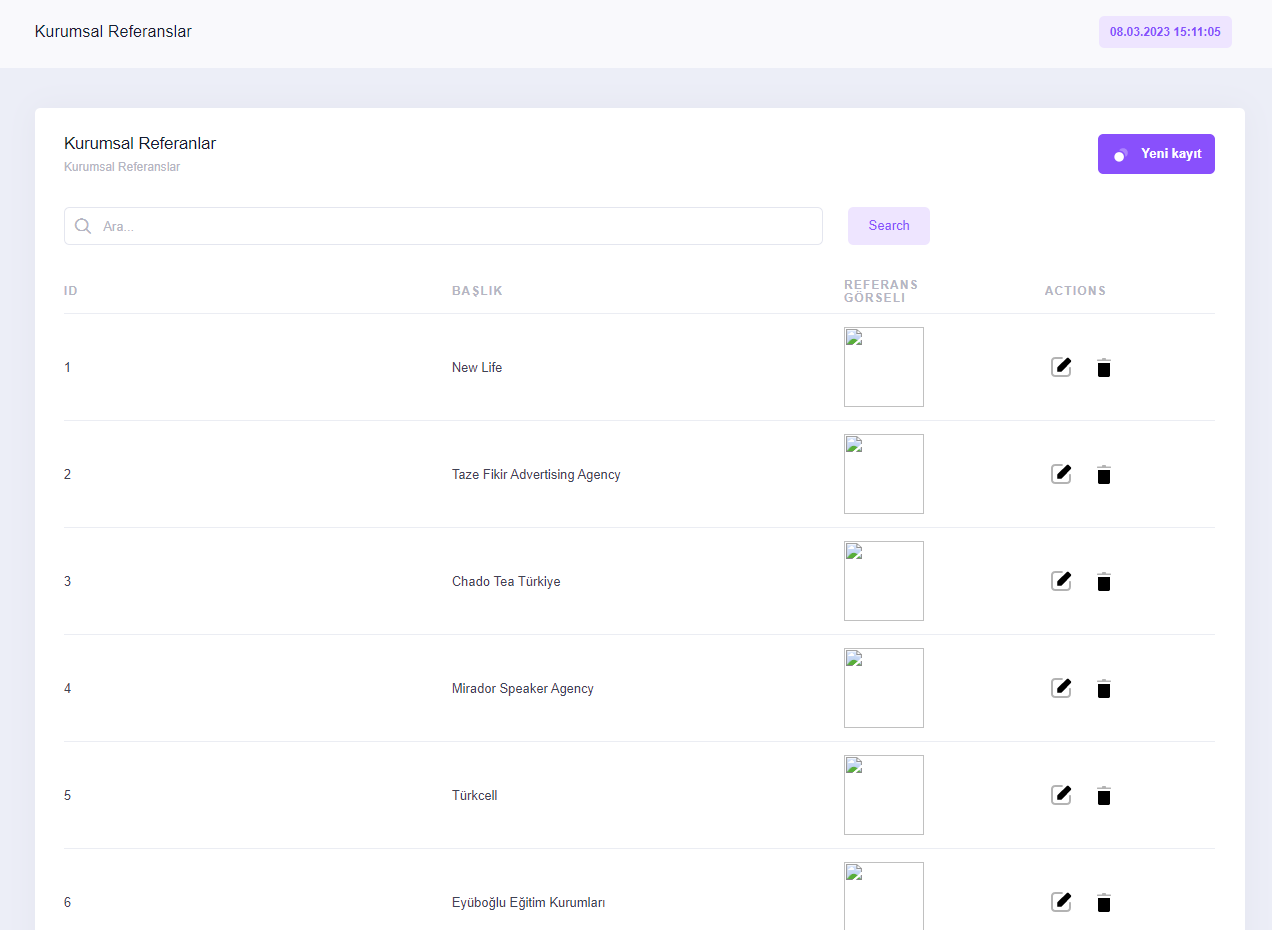 Kurumsal Referanslar
08.03.2023 15:11:05
Kurumsal Referanlar
Kurumsal Referanslar
Yeni kayıt
Ara...
Search
ID
BAŞLIK
REFERANS
GÖRSELI
ACTIONS
1
New Life
2
Taze Fikir Advertising Agency
3
Chado Tea Türkiye
4
Mirador Speaker Agency
5
Türkcell
6
Eyüboğlu Eğitim Kurumları